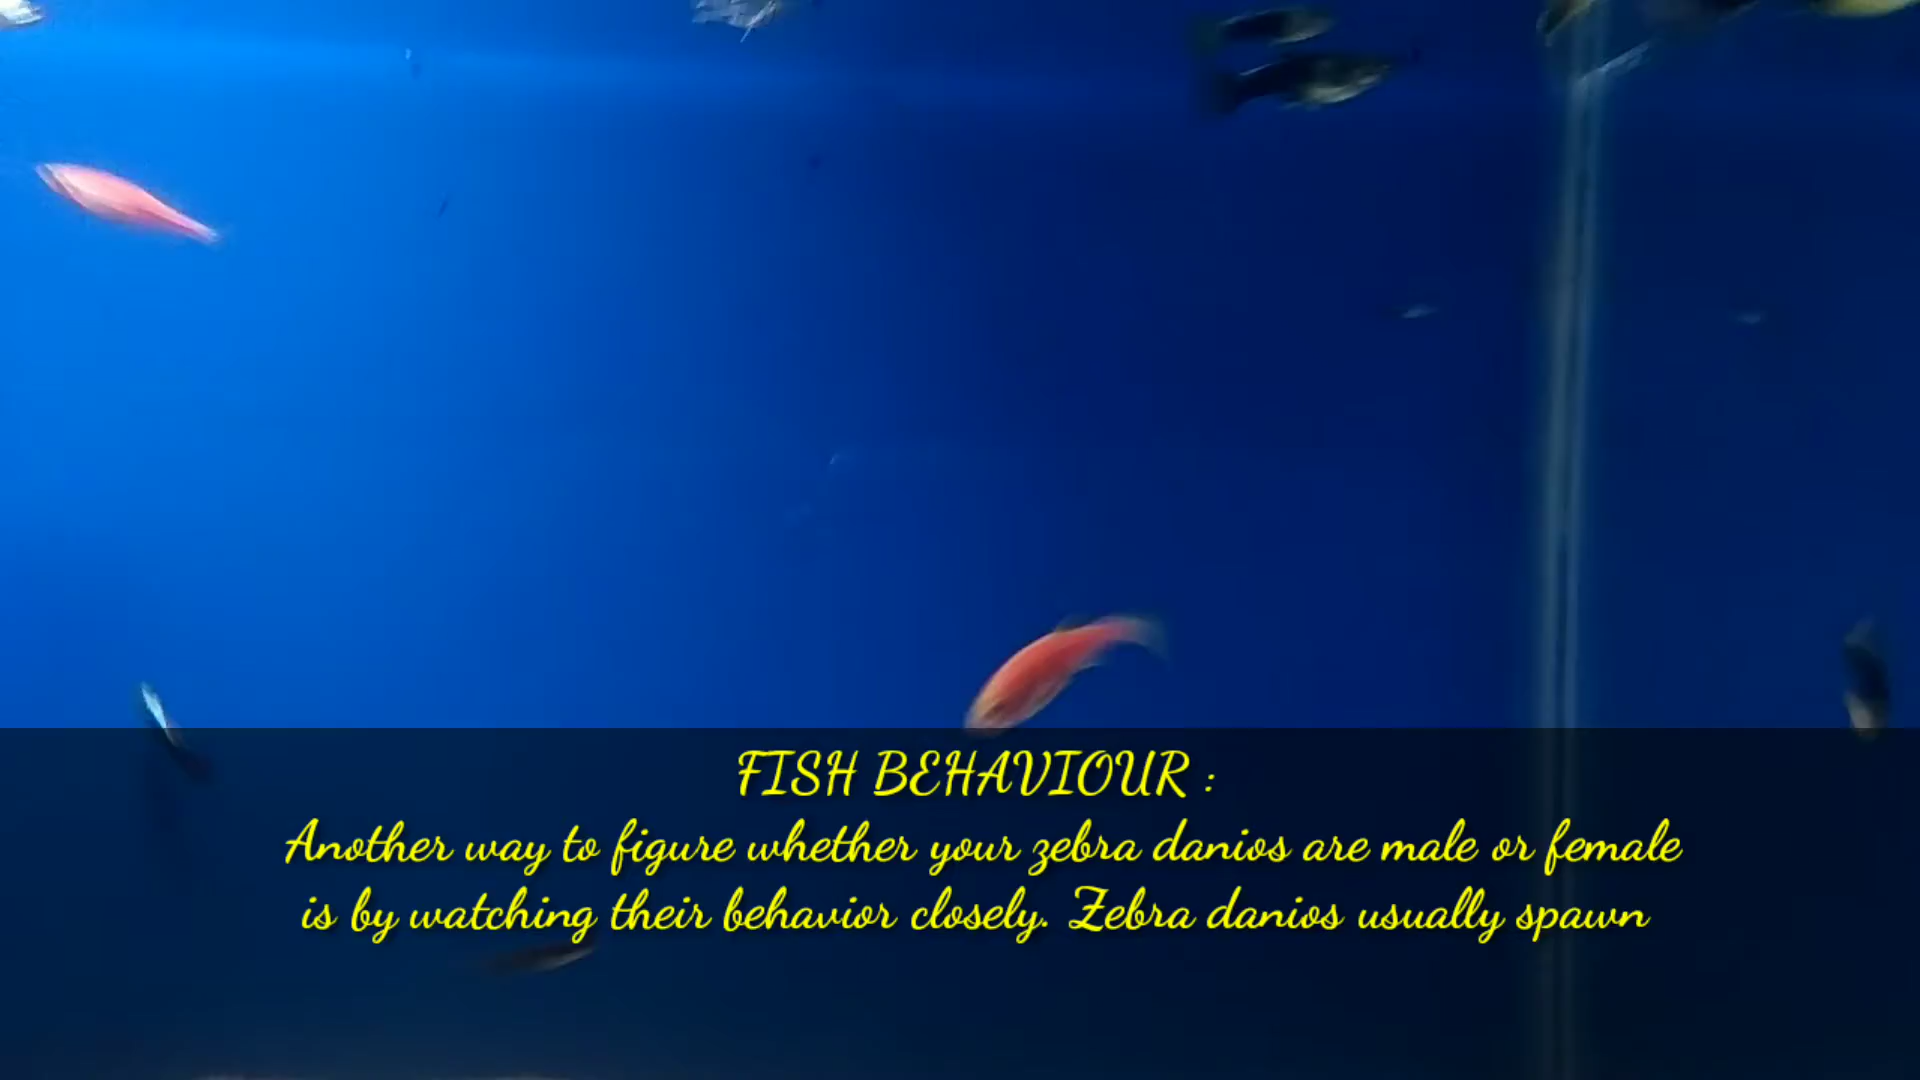 FISH BEHAVIOUR :
Another way to figure whether your zebra danios are male or female
is by watching their behavior closely. Zebra danios usually spawn